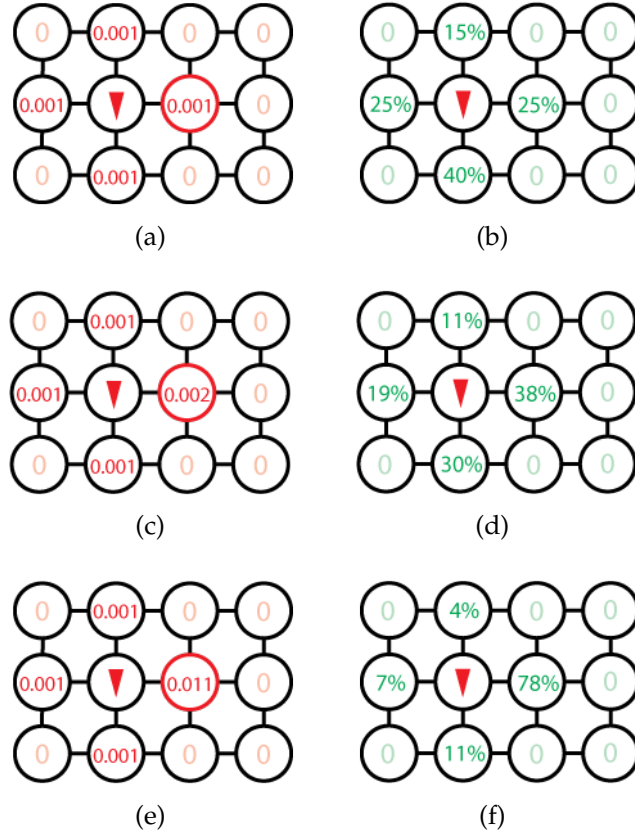 0 0.001 0 0 0 15% 0 0
0.001 0.001 0 25% 25% 0
0 0.001 0 0 0 40% 0 0
(a) (b)
0 0.001 0 0 0 11% 0 0
0.001 0.002 0 19% 38% 0
0 0.001 0 0 0 30% 0 0
(c) (d)
0 0.001 0 0 0 4% 0 0
0.001 0.011 0 7% 78% 0
0 0.001 0 0 0 11% 0 0
(e) (f)